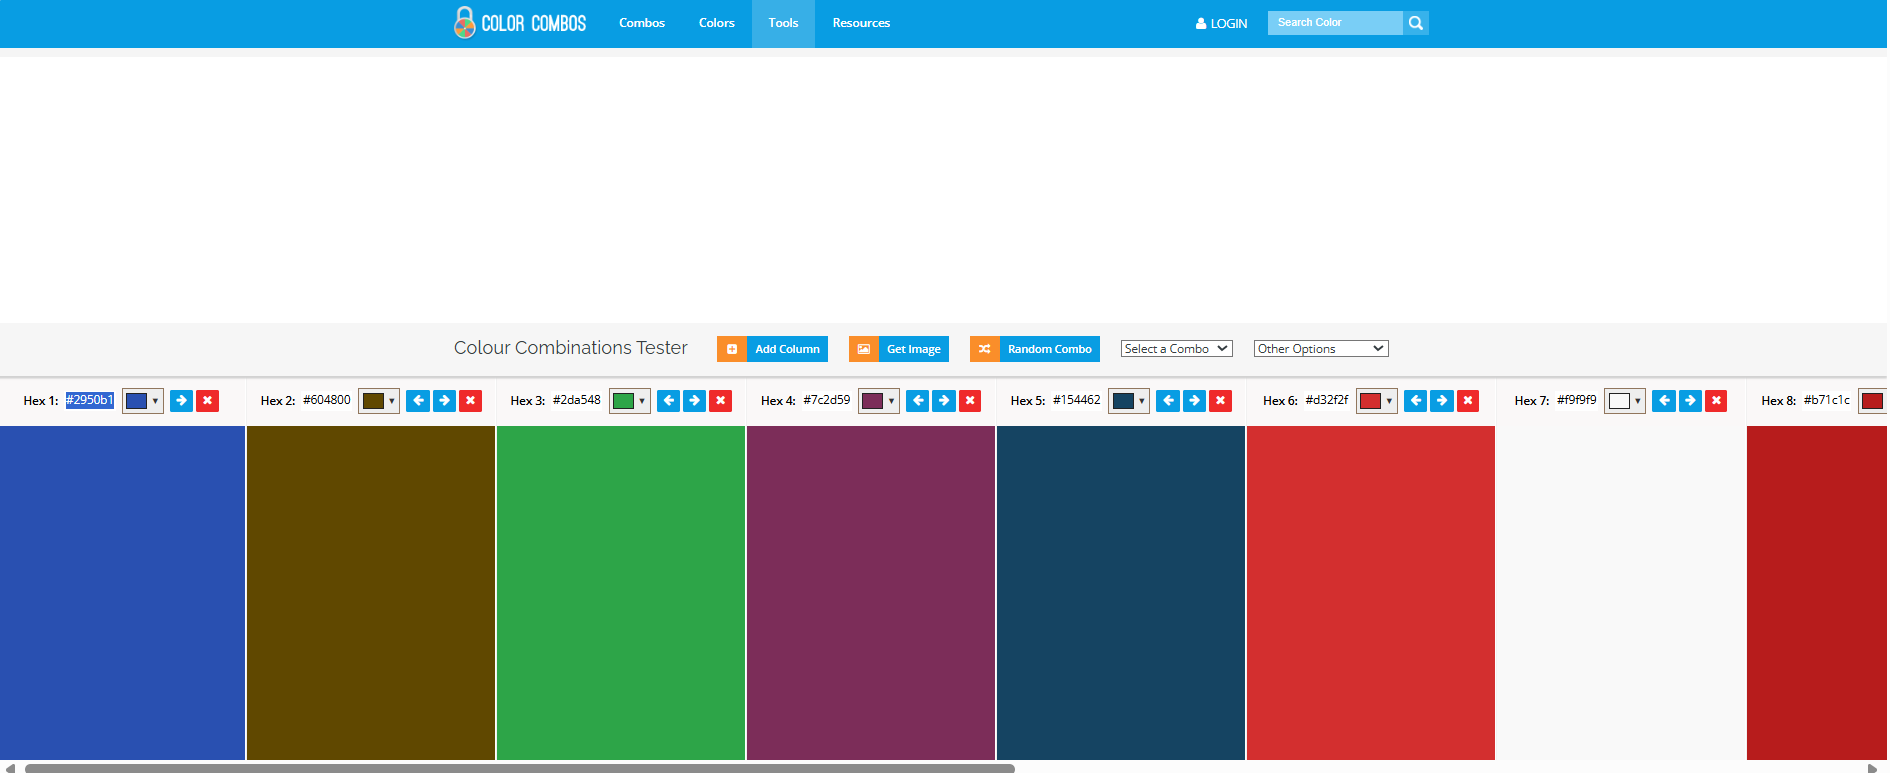 COLOR COMBOS Combos Colors Tools Resources LOGIN Search Color
Colour Combinations Tester Add Column Get Image Random Combo Select a Combo Other Options
Hex 1: #2950b1 Hex 2: #604800 Hex 3: #2da548 Hex 4: #7c2d59 Hex 5: #154462 Hex 6: #d32f2f Hex 7: #f9f9f9 Hex 8: #b71c1c